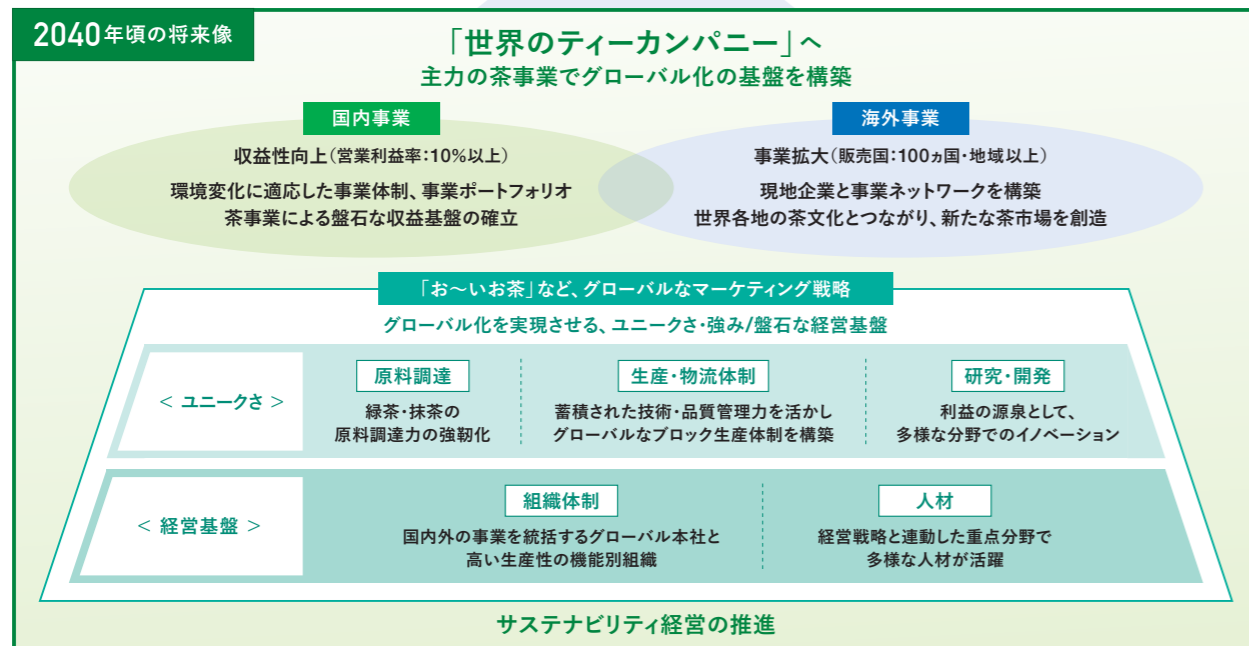 2040年頃の将来像
「世界のティーカンパニー」へ
主力の茶事業でグローバル化の基盤を構築
国内事業
収益性向上(営業利益率:10%以上)
環境変化に適応した事業体制、事業ポートフォリオ
茶事業による盤石な収益基盤の確立
海外事業
事業拡大(販売国:100ヵ国・地域以上)
現地企業と事業ネットワークを構築
世界各地の茶文化とつながり、新たな茶市場を創造
「お〜いお茶」など、グローバルなマーケティング戦略
グローバル化を実現させる、ユニークさ・強み/盤石な経営基盤
< ユニークさ >
原料調達
緑茶・抹茶の
原料調達力の強靭化
生産・物流体制
蓄積された技術・品質管理力を活かし
グローバルなブロック生産体制を構築
研究・開発
利益の源泉として、
多様な分野でのイノベーション
< 経営基盤 >
組織体制
国内外の事業を統括するグローバル本社と
高い生産性の機能別組織
人材
経営戦略と連動した重点分野で
多様な人材が活躍
サステナビリティ経営の推進